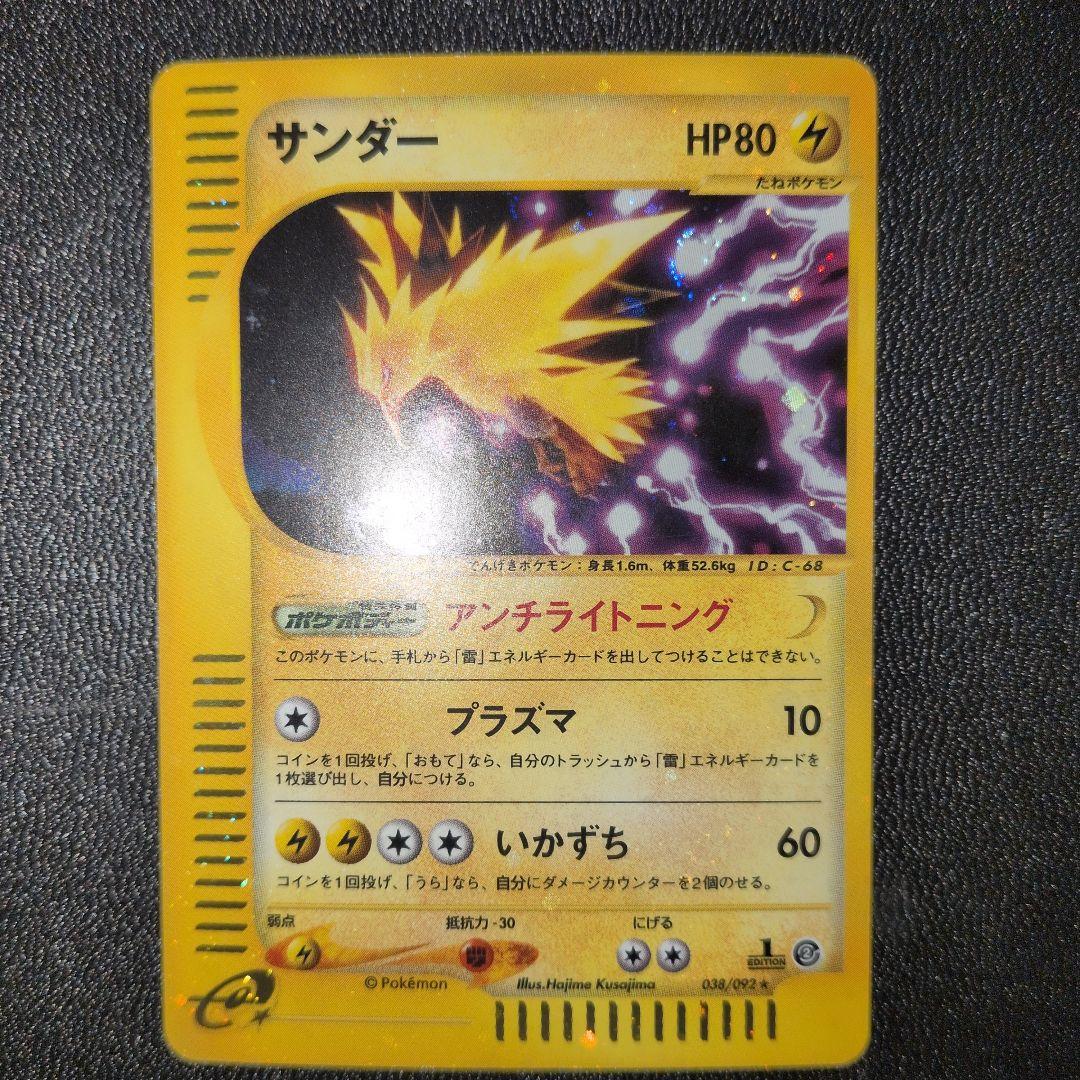 サンダー HP80
たねポケモン
でんげきポケモン：身長1.6m、体重52.6kg ID：C-68
ポケボディー アンチライトニング
このポケモンに、手札から「雷」エネルギーカードを出してつけることはできない。
プラズマ 10
コインを1回投げ、「おもて」なら、自分のトラッシュから「雷」エネルギーカードを
1枚選び出し、自分につける。
いかずち 60
コインを1回投げ、「うら」なら、自分にダメージカウンターを2個のせる。
弱点 抵抗力 -30 にげる
1
EDITION
© Pokémon Illus.Hajime Kusajima 038/092 ★
e